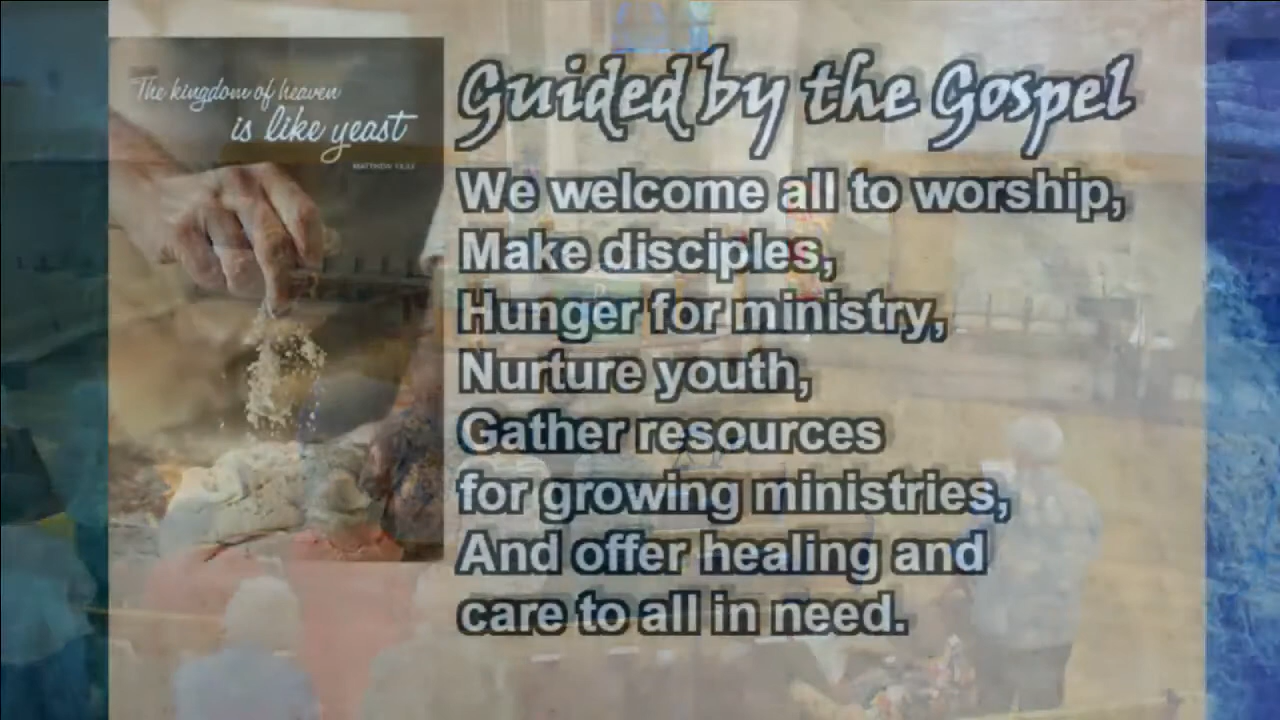 The kingdom of heaven
is like yeast
Guided by the Gospel
We welcome all to worship,
Make disciples,
Hunger for ministry,
Nurture youth,
Gather resources
for growing ministries,
And offer healing and
care to all in need.